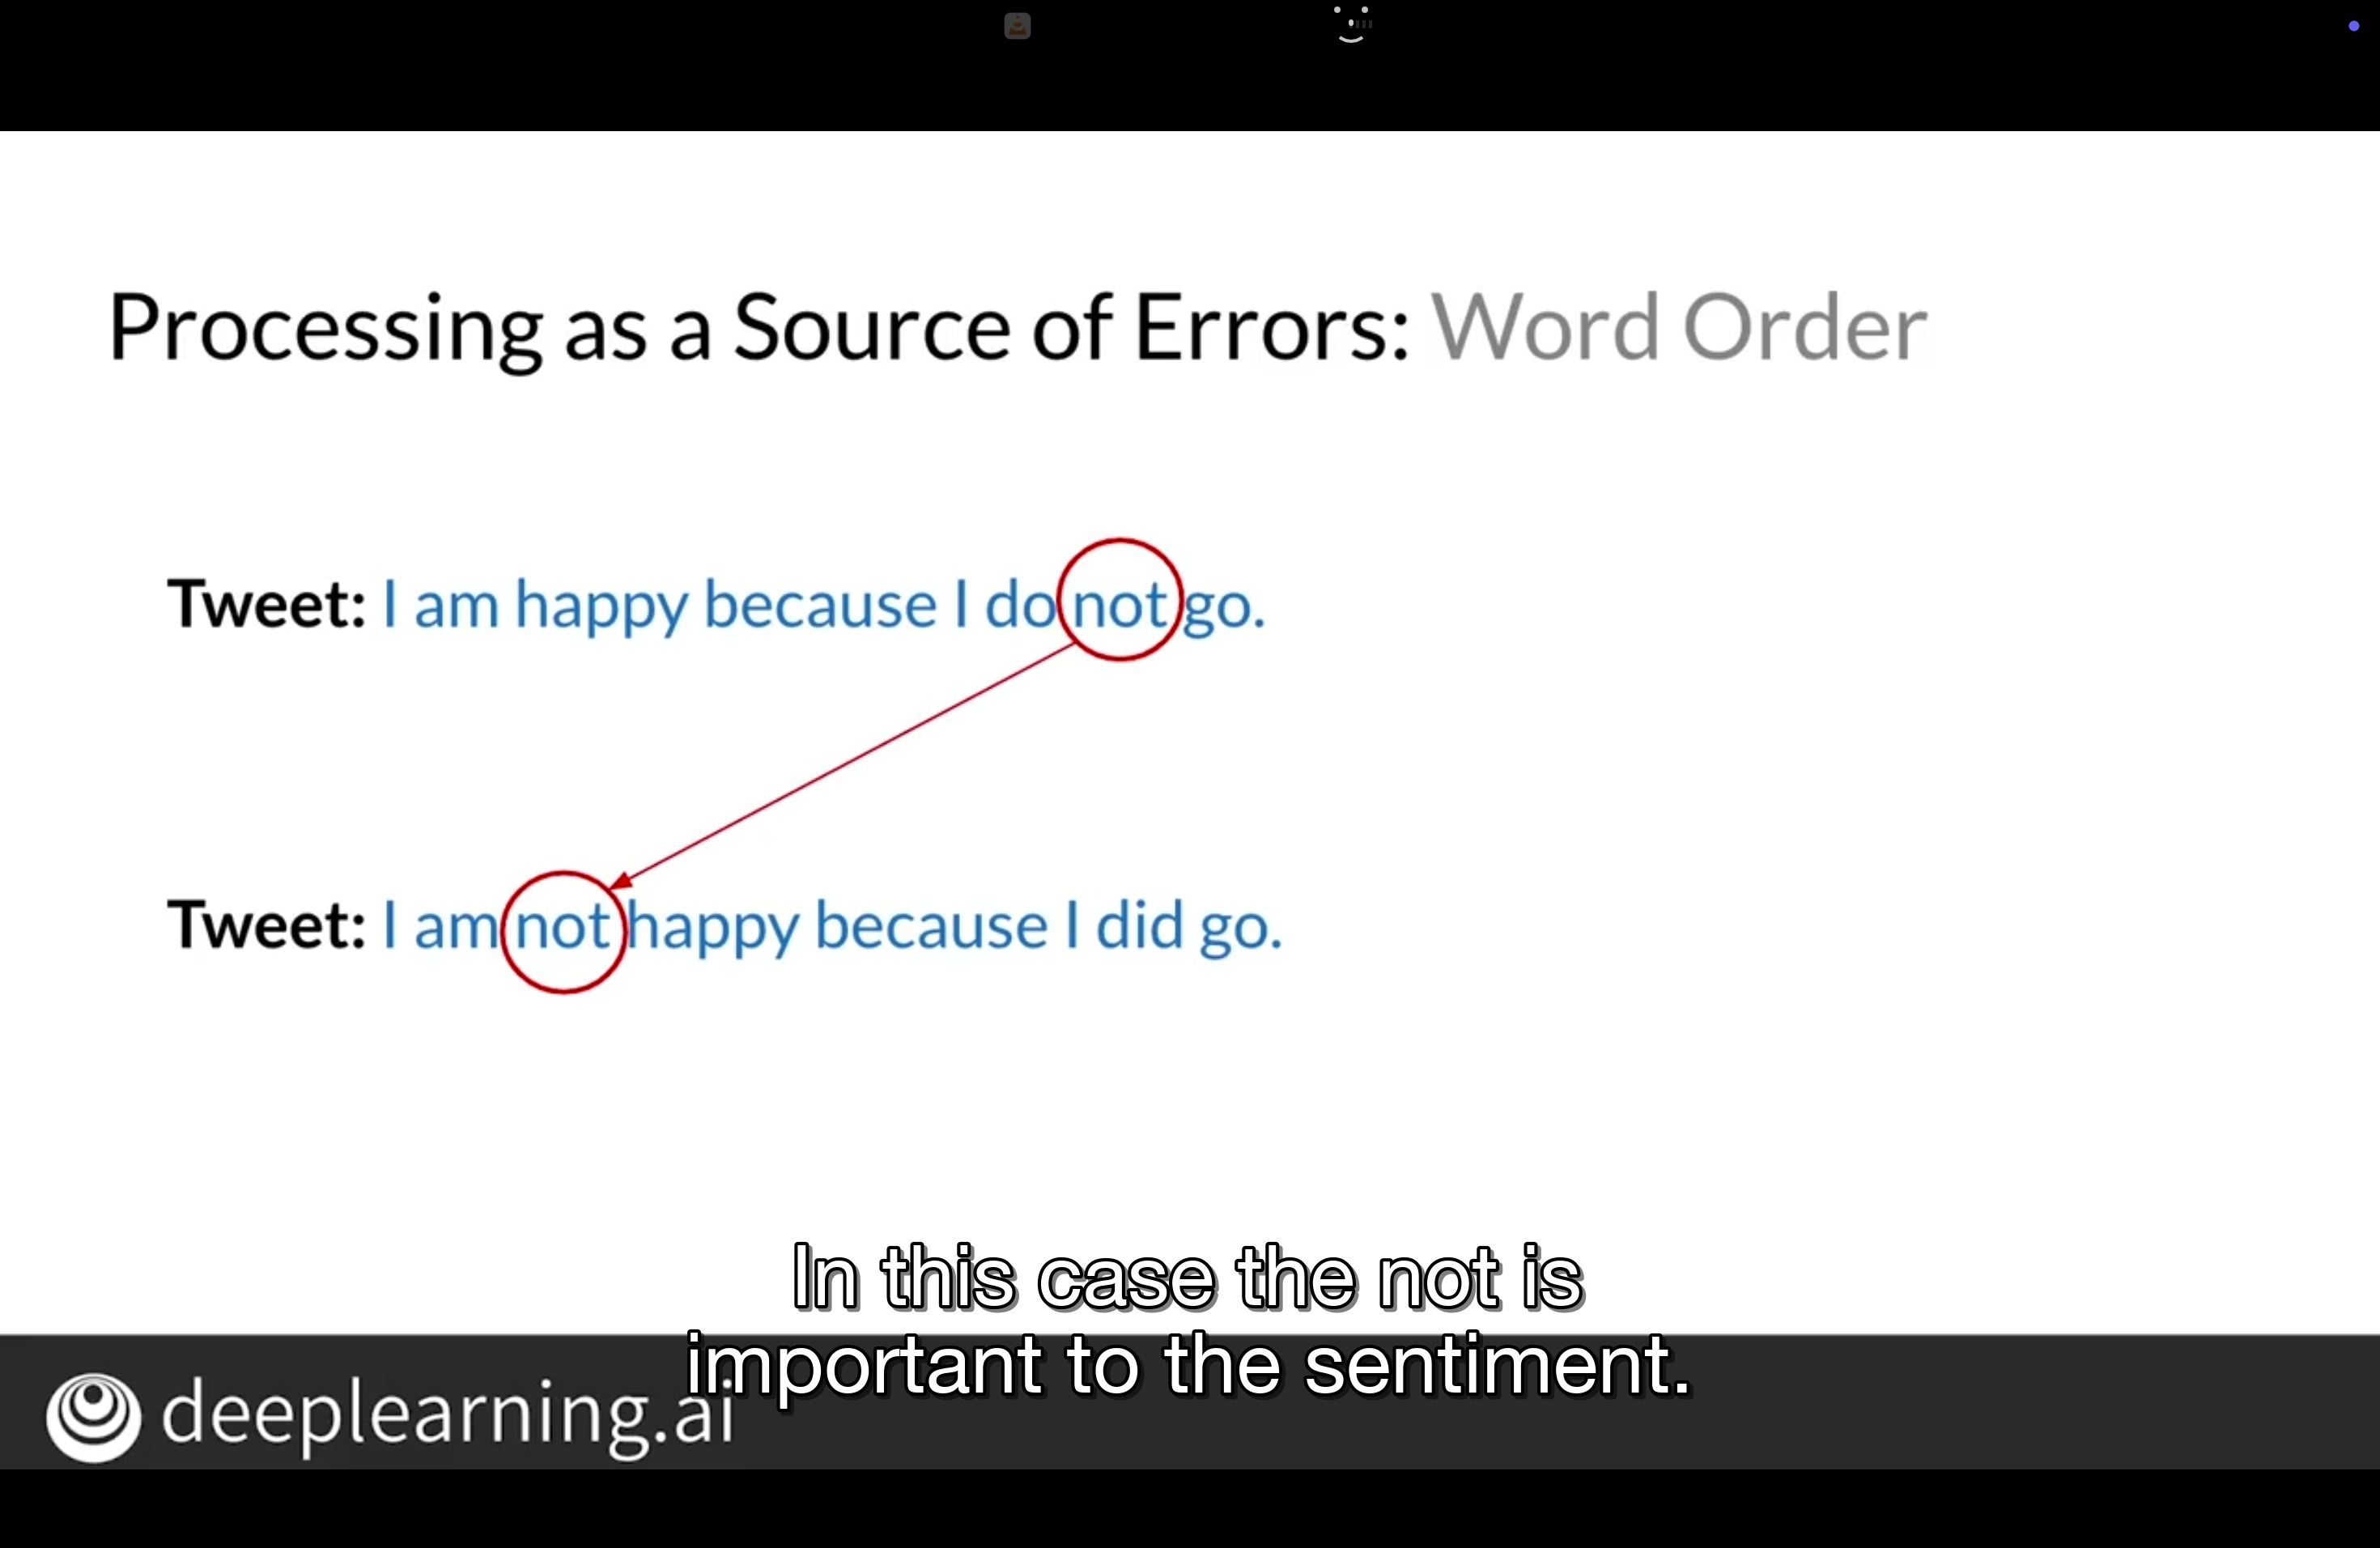 Processing as a Source of Errors: Word Order
Tweet: I am happy because I do not go.
Tweet: I am not happy because I did go.
In this case the not is
important to the sentiment.
deeplearning.ai